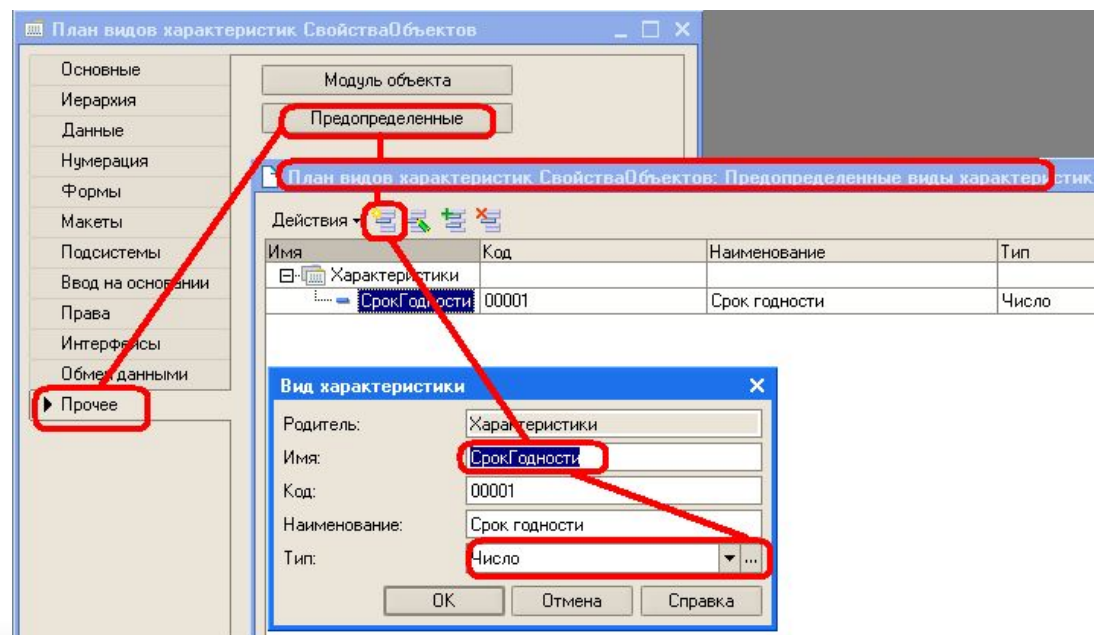 План видов характеристик СвойстваОбъектов
Основные
Иерархия
Данные
Нумерация
Формы
Макеты
Подсистемы
Ввод на основании
Права
Интерфейсы
Обмен данными
Прочее
Модуль объекта
Предопределенные
План видов характеристик СвойстваОбъектов: Предопределенные виды характеристик
Действия
Имя Код Наименование Тип
Характеристики
СрокГодности 00001 Срок годности Число
Вид характеристики
Родитель: Характеристики
Имя: СрокГодности
Код: 00001
Наименование: Срок годности
Тип: Число ...
OK Отмена Справка